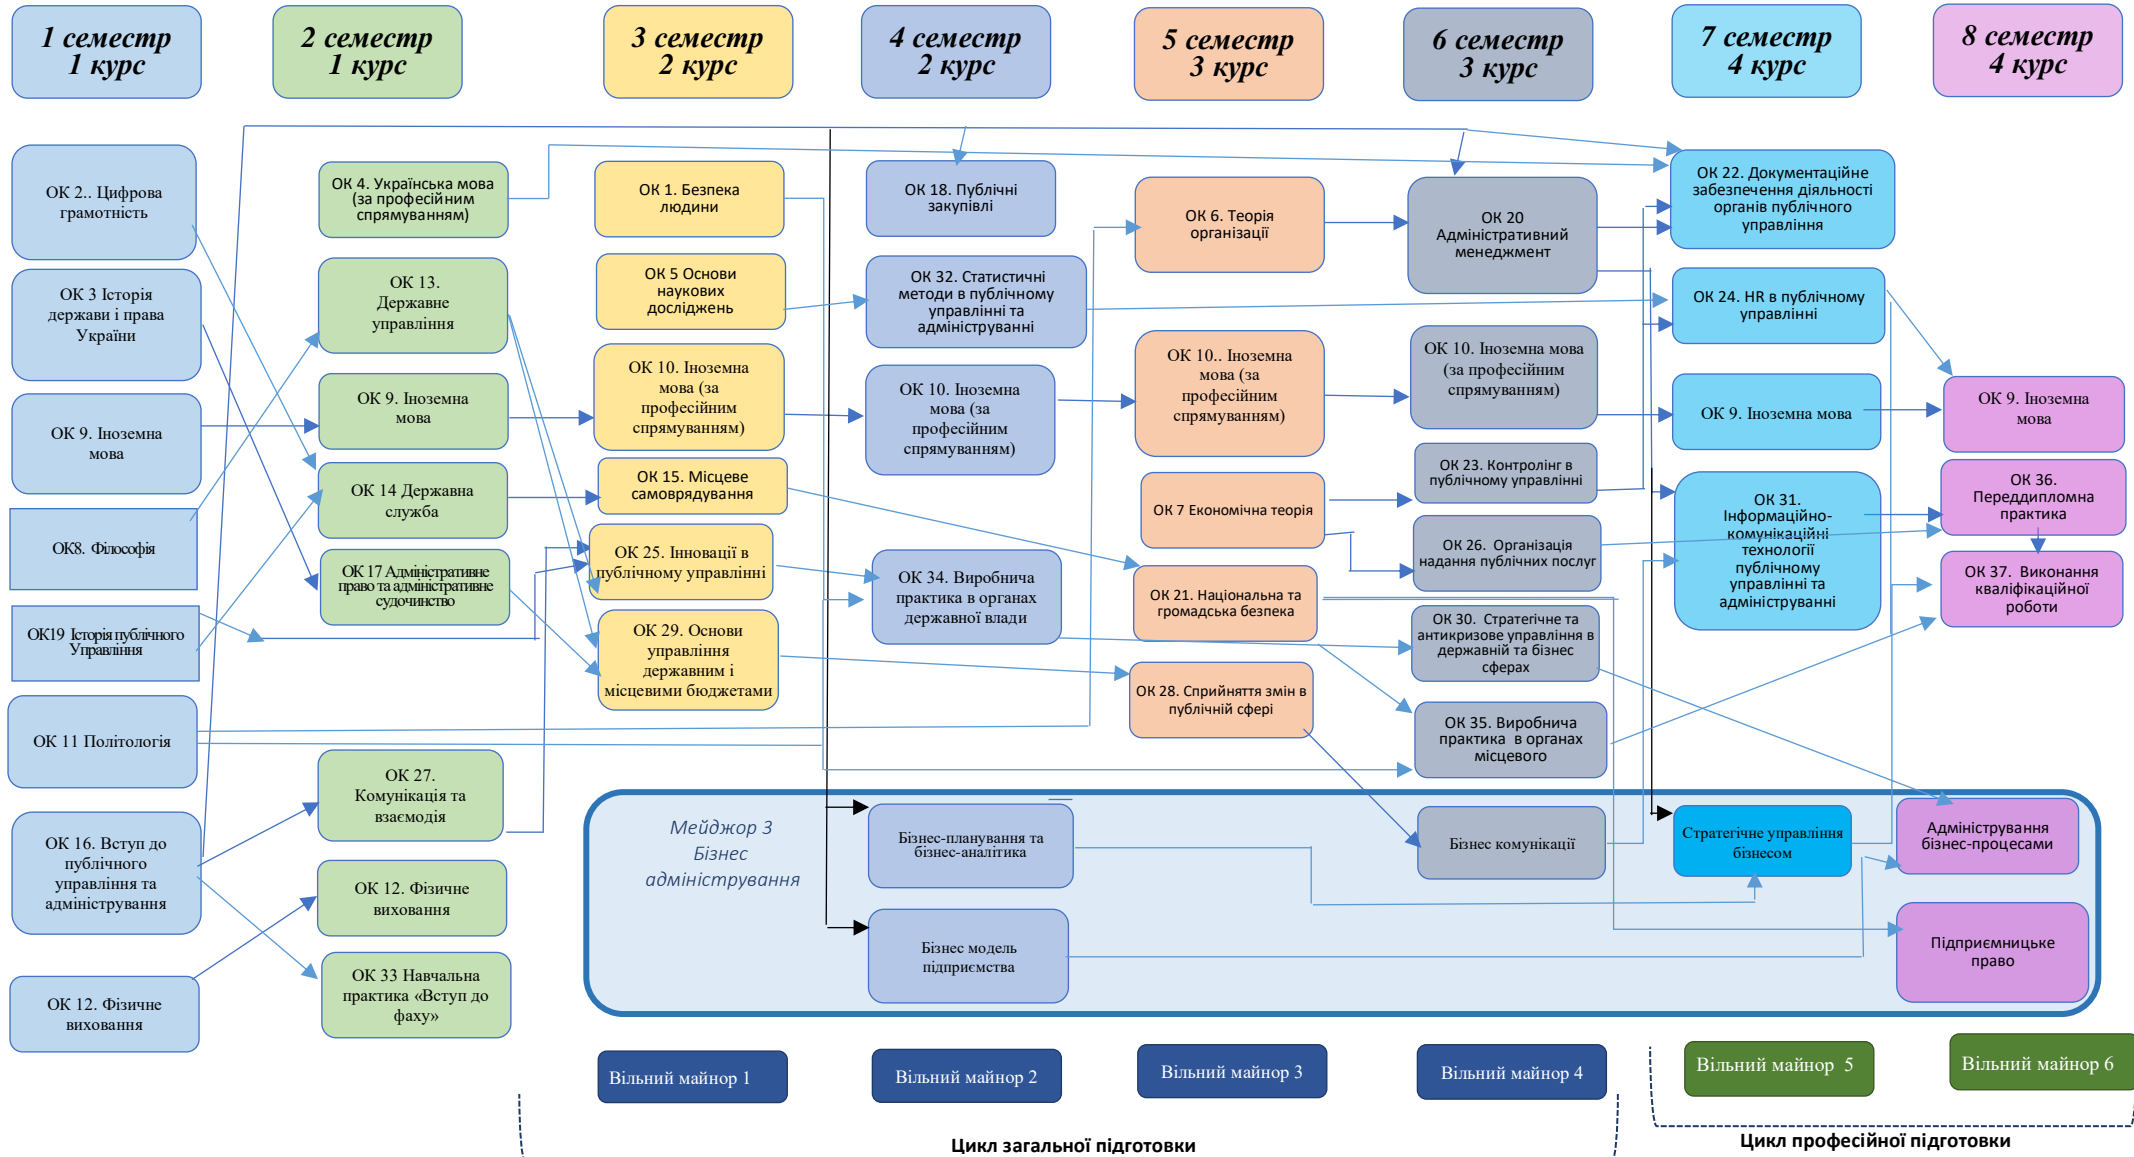 1 семестр
1 курс
2 семестр
1 курс
3 семестр
2 курс
4 семестр
2 курс
5 семестр
3 курс
6 семестр
3 курс
7 семестр
4 курс
8 семестр
4 курс
ОК 2.. Цифрова
грамотність
ОК 3 Історія
держави і права
України
ОК 9. Іноземна
мова
ОК8. Філософія
ОК19 Історія публічного
Управління
ОК 11 Політологія
ОК 16. Вступ до
публічного
управління та
адміністрування
ОК 12. Фізичне
виховання
ОК 4. Українська мова
(за професійним
спрямуванням)
ОК 13.
Державне
управління
ОК 9. Іноземна
мова
ОК 14 Державна
служба
ОК 17 Адміністративне
право та адміністративне
судочинство
ОК 27.
Комунікація та
взаємодія
ОК 12. Фізичне
виховання
ОК 33 Навчальна
практика «Вступ до
фаху»
ОК 1. Безпека
людини
ОК 5 Основи
наукових
досліджень
ОК 10. Іноземна
мова (за
професійним
спрямуванням)
ОК 15. Місцеве
самоврядування
ОК 25. Інновації в
публічному управлінні
ОК 29. Основи
управління
державним і
місцевими бюджетами
ОК 18. Публічні
закупівлі
ОК 32. Статистичні
методи в публічному
управлінні та
адмініструванні
ОК 10. Іноземна
мова (за
професійним
спрямуванням)
ОК 34. Виробнича
практика в органах
державної влади
ОК 6. Теорія
організації
ОК 10.. Іноземна
мова (за
професійним
спрямуванням)
ОК 7 Економічна теорія
ОК 21. Національна та
громадська безпека
ОК 28. Сприйняття змін в
публічній сфері
ОК 20
Адміністративний
менеджмент
ОК 10. Іноземна мова
(за професійним
спрямуванням)
ОК 23. Контролінг в
публічному управлінні
ОК 26. Організація
надання публічних послуг
ОК 30. Стратегічне та
антикризове управління в
державній та бізнес
сферах
ОК 35. Виробнича
практика в органах
місцевого
ОК 22. Документаційне
забезпечення діяльності
органів публічного
управління
ОК 24. HR в публічному
управлінні
ОК 9. Іноземна мова
ОК 31.
Інформаційно-
комунікаційні
технології
публічному
управлінні та
адмініструванні
ОК 9. Іноземна
мова
ОК 36.
Переддипломна
практика
ОК 37. Виконання
кваліфікаційної
роботи
Мейджор 3
Бізнес
адміністрування
Бізнес-планування та
бізнес-аналітика
Бізнес модель
підприємства
Бізнес комунікації
Стратегічне управління
бізнесом
Адміністрування
бізнес-процесами
Підприємницьке
право
Вільний майнор 1
Вільний майнор 2
Вільний майнор 3
Вільний майнор 4
Вільний майнор 5
Вільний майнор 6
Цикл загальної підготовки
Цикл професійної підготовки